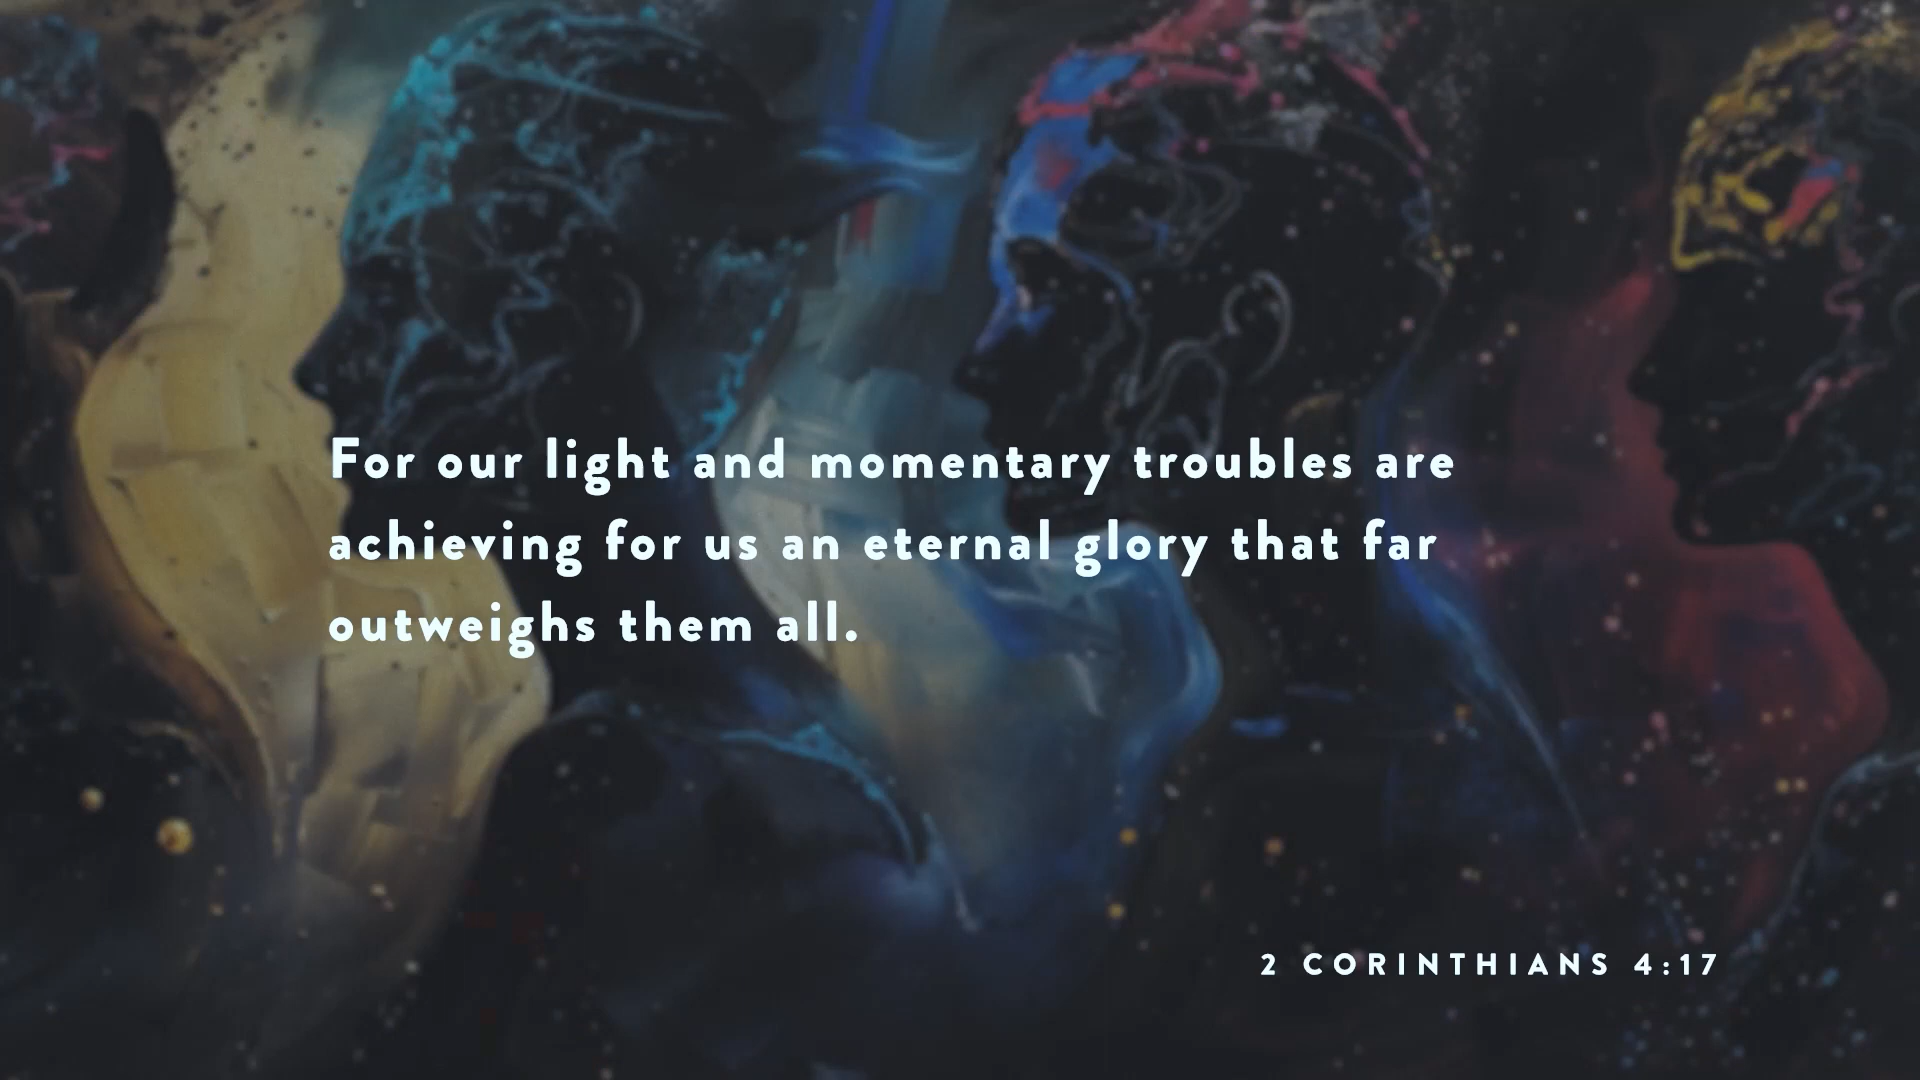 For our light and momentary troubles are
achieving for us an eternal glory that far
outweighs them all.
2 CORINTHIANS 4:17